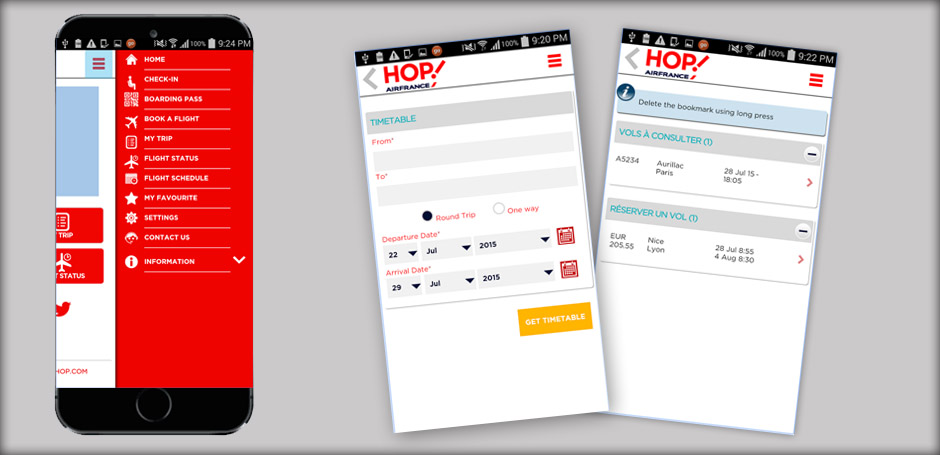 100% 9:24 PM
HOME
CHECK-IN
BOARDING PASS
BOOK A FLIGHT
MY TRIP
FLIGHT STATUS
FLIGHT SCHEDULE
MY FAVOURITE
SETTINGS
CONTACT US
INFORMATION
TRIP
STATUS
HOP.COM
go 100% 9:20 PM
HOP!
AIRFRANCE
TIMETABLE
From*
To*
Round Trip One way
Departure Date*
22 Jul 2015
Arrival Date*
29 Jul 2015
GET TIMETABLE
go 100% 9:22 PM
HOP!
AIRFRANCE
Delete the bookmark using long press
VOLS À CONSULTER (1)
A5234 Aurillac 28 Jul 15 -
Paris 18:05
RÉSERVER UN VOL (1)
EUR Nice 28 Jul 8:55
205.55 Lyon 4 Aug 8:30